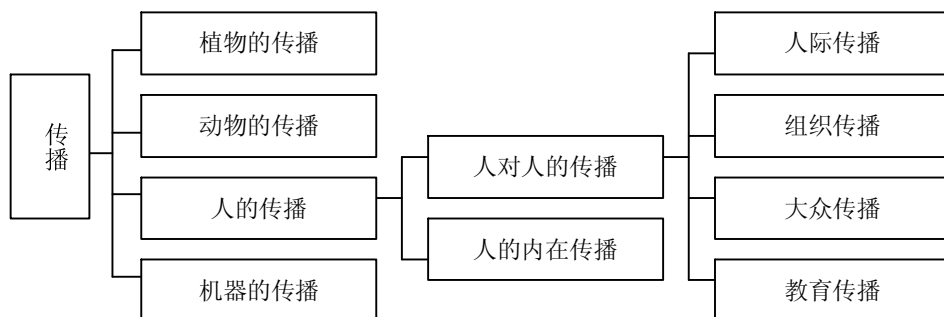 传播
植物的传播
动物的传播
人的传播
机器的传播
人对人的传播
人的内在传播
人际传播
组织传播
大众传播
教育传播